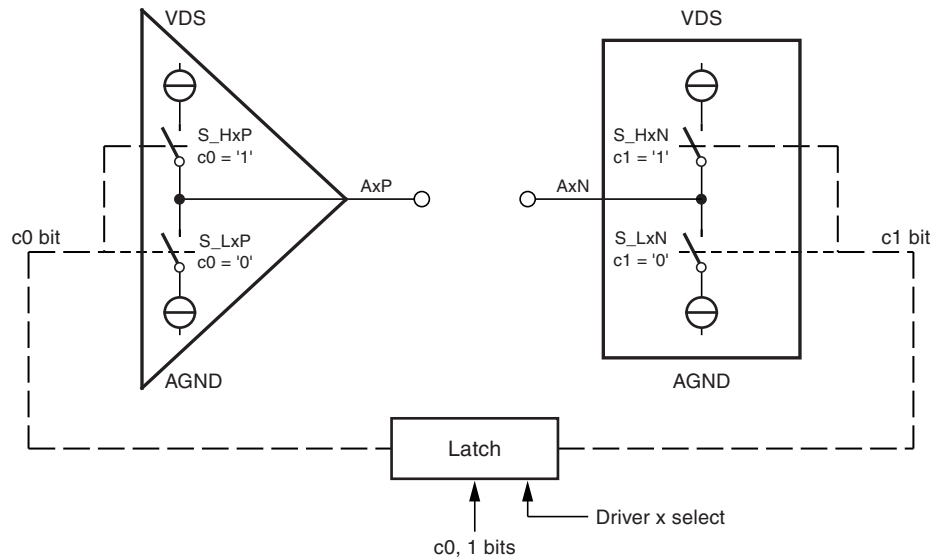 VDS
VDS
S_HxP
c0 = '1'
S_HxN
c1 = '1'
AxP
AxN
c0 bit
S_LxP
c0 = '0'
S_LxN
c1 = '0'
c1 bit
AGND
AGND
Latch
Driver x select
c0, 1 bits